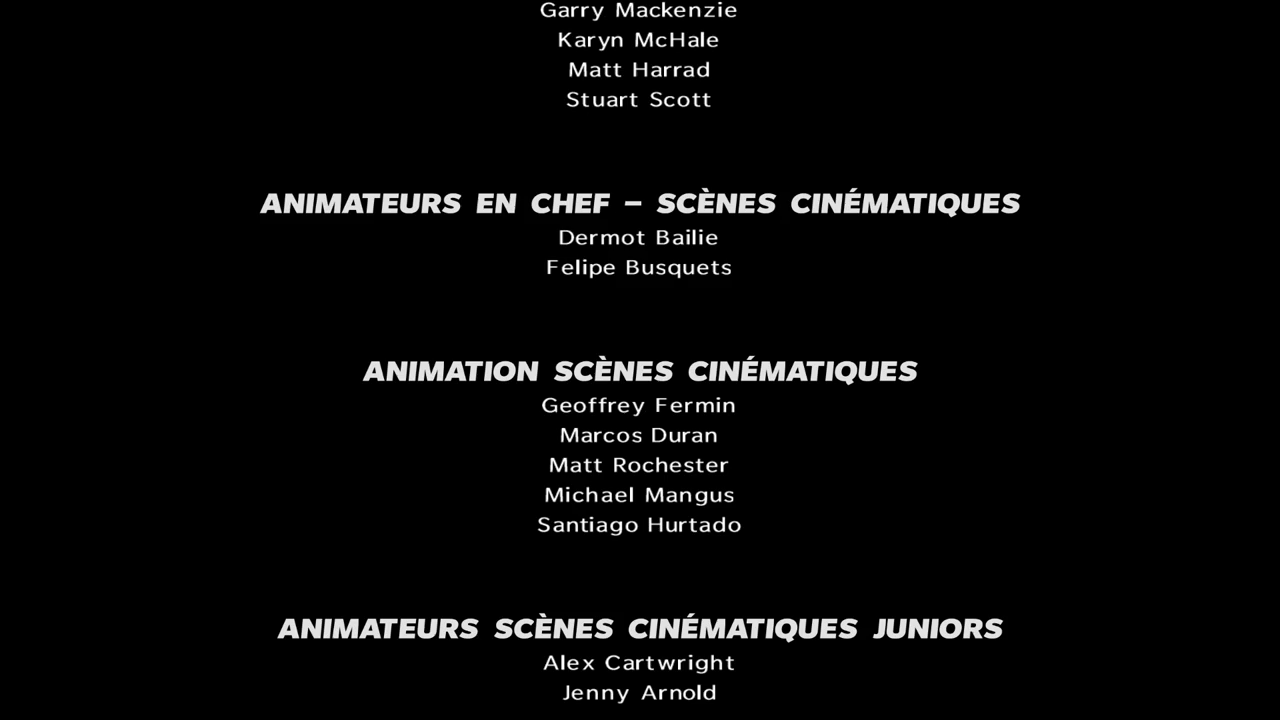 Garry Mackenzie
Karyn McHale
Matt Harrad
Stuart Scott
ANIMATEURS EN CHEF – SCÈNES CINÉMATIQUES
Dermot Bailie
Felipe Busquets
ANIMATION SCÈNES CINÉMATIQUES
Geoffrey Fermin
Marcos Duran
Matt Rochester
Michael Mangus
Santiago Hurtado
ANIMATEURS SCÈNES CINÉMATIQUES JUNIORS
Alex Cartwright
Jenny Arnold